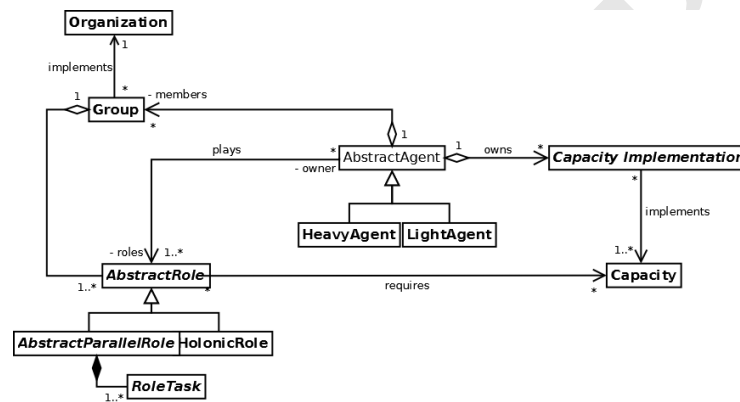 Organization
1
implements
1
*
- members
Group
*
1
plays
*
AbstractAgent
1
owns
*
Capacity Implementation
- owner
*
implements
HeavyAgent
LightAgent
- roles
1..*
1..*
AbstractRole
Capacity
1..*
*
requires
*
AbstractParallelRole
HolonicRole
RoleTask
1..*